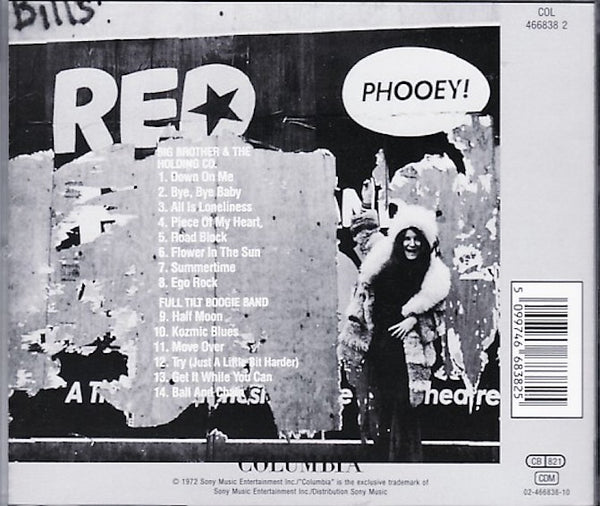 Bills!
COL
466838 2
RED
PHOOEY!
BIG BROTHER & THE
HOLDING CO.
1. Down On Me
2. Bye, Bye Baby
3. All Is Loneliness
4. Piece Of My Heart,
5. Road Block
6. Flower In The Sun
7. Summertime
8. Ego Rock
FULL TILT BOOGIE BAND
9. Half Moon
10. Kozmic Blues
11. Move Over
12. Try (Just A Little Bit Harder)
13. Get It While You Can
14. Ball And Chain
A
5 099746 683825
COLUMBIA
© 1972 Sony Music Entertainment Inc./"Columbia" is the exclusive trademark of
Sony Music Entertainment Inc./Distribution Sony Music
CB 821
COM
02-466838-10